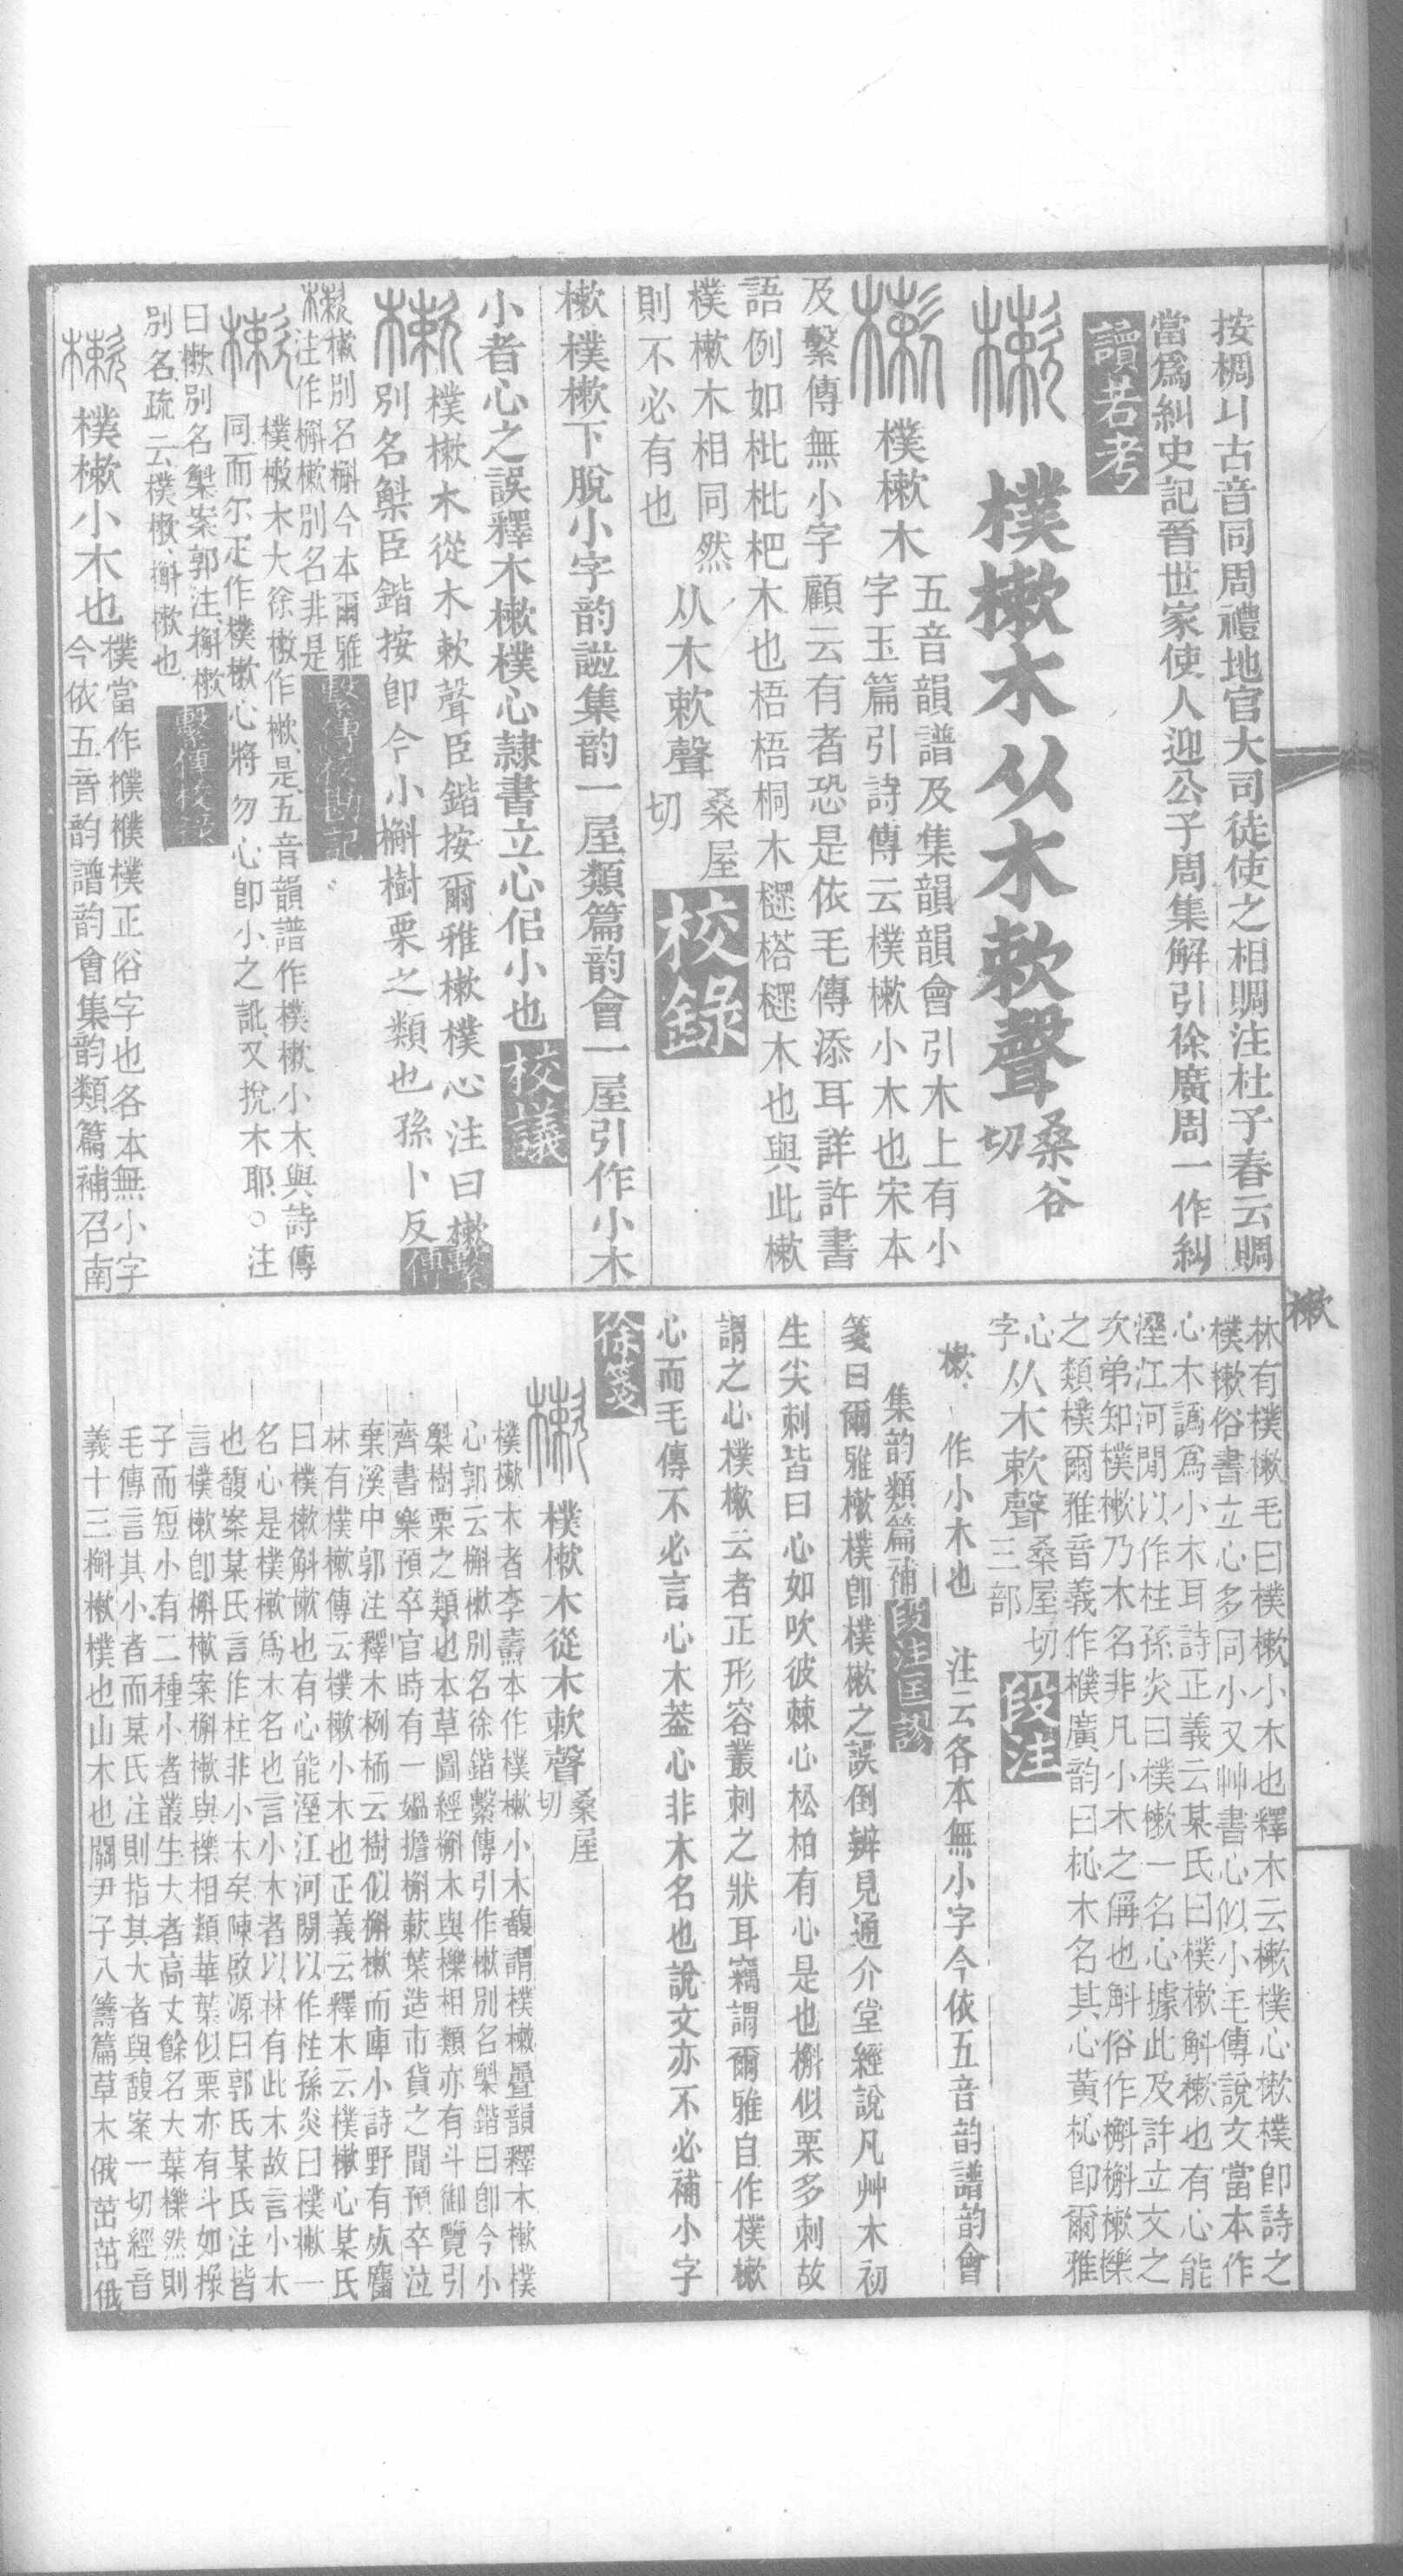 按椆丩古音同周禮地官大司徒使之相賙注杜子春云賙
當爲糾史記晉世家使人迎公子周集解引徐廣周一作糾
讀若考
樕 樸樕木从木欶聲桑谷切
樕 樸樕木五音韻譜及集韻韻會引木上有小
字玉篇引詩傳云樸樕小木也宋本
及繫傳無小字顧云有者恐是依毛傳添耳詳許書
語例如枇枇杷木也梧梧桐木㯿榙㯿木也與此樕
樸樕木相同然
則不必有也
从木欶聲桑屋切校錄
樕樸樕下脫小字韵譜集韵一屋類篇韵會一屋引作小木
小者心之誤釋木樕樸心隷書立心佀小也校議
樕樸樕木從木欶聲臣鍇按爾雅樕樸心注曰樕
別名槲臣鍇按卽今小槲樹栗之類也孫卜反繫傳
樕樕別名槲今本爾雅
注作槲樕別名非是繫傳校勘記
樕樸樕木大徐樕作樕是五音韻譜作樸樕小木與詩傳
同而尔疋作樸樕心將勿心卽小之訛又挩木耶○注
曰樕別名槲案郭注槲樕
別名疏云樸樕槲樕也繫傳校錄
樕 樸樕小木也樸當作檏檏樸正俗字也各本無小字
今依五音韵譜韵會集韵類篇補召南
樕
林有樸樕毛曰樸樕小木也釋木云樕樸心樕樸卽詩之
樸樕俗書立心多同小又艸書心似小毛傳說文當本作
心木譌爲小木耳詩正義云某氏曰樸樕斛樕也有心能
溼江河閒以作柱孫炎曰樸樕一名心據此及許立文之
次弟知樸樕乃木名非凡小木之偁也斛俗作槲槲樕櫟
之類樸爾雅音義作檏廣韵曰杺木名其心黃杺卽爾雅
心
字从木欶聲桑屋切三部段注
樕 作小木也 注云各本無小字今依五音韵譜韵會
集韵類篇補段注匡謬
箋曰爾雅樕樸卽樸樕之誤倒辨見通介堂經說凡艸木初
生尖刺皆曰心如吹彼棘心松柏有心是也槲似栗多刺故
謂之心樸樕云者正形容叢刺之狀耳竊謂爾雅自作樸樕
心而毛傳不必言心木葢心非木名也說文亦不必補小字
徐箋
樕 樸樕木從木欶聲桑屋切
樸樕木者李燾本作樸樕小木馥謂樸樕疊韻釋木樕樸
心郭云槲樕別名徐鍇繫傳引作樕別名槲鍇曰卽今小
槲樹栗之類也本草圖經槲木與櫟相類亦有斗御覽引
齊書樂預卒官時有一媼擔槲蔌葉造市貨之聞預卒泣
棄溪中郭注釋木栵栭云樹似槲樕而庳小詩野有死麕
林有樸樕傳云樸樕小木也正義云釋木云樸樕心某氏
曰樸樕斛樕也有心能溼江河閒以作柱孫炎曰樸樕一
名心是樸樕爲木名也言小木者以林有此木故言小木
也馥案某氏言作柱非小木矣陳啟源曰郭氏某氏注皆
言樸樕卽槲樕案槲樕與櫟相類華葉似栗亦有斗如橡
子而短小有二種小者叢生大者高丈餘名大葉櫟然則
毛傳言其小者而某氏注則指其大者與馥案一切經音
義十三槲樕樸也山木也關尹子八籌篇草木俄茁茁俄